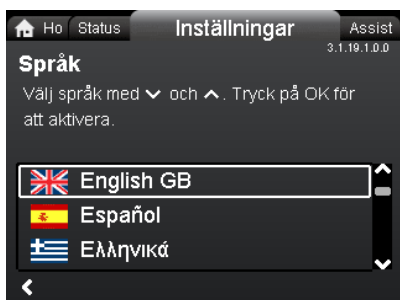 Ho Status Inställningar Assist
3.1.19.1.0.0
Språk
Välj språk med och . Tryck på OK för
att aktivera.
English GB
Español
Ελληνικά